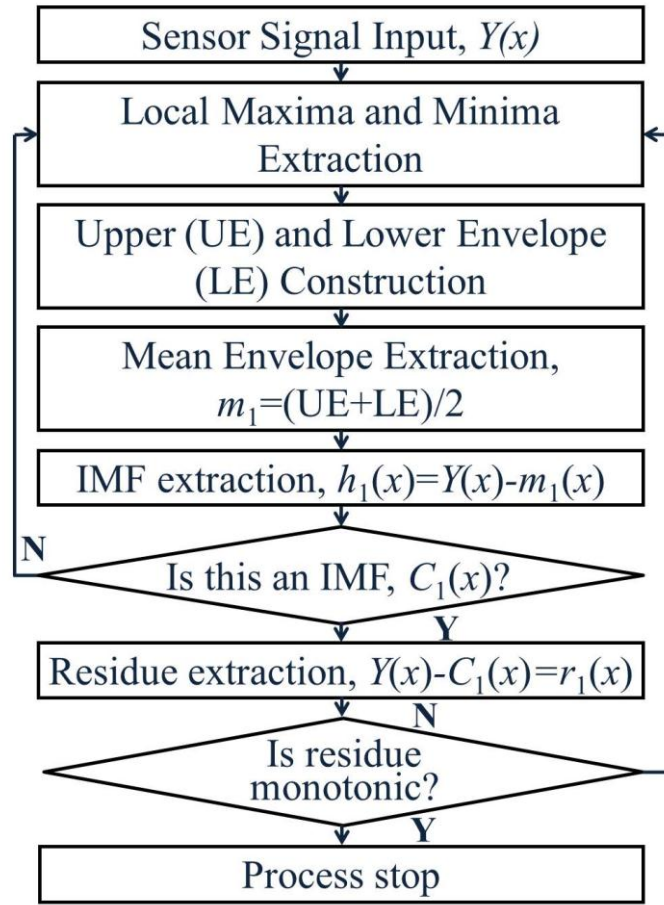 Sensor Signal Input, Y(x)
Local Maxima and Minima
Extraction
Upper (UE) and Lower Envelope
(LE) Construction
Mean Envelope Extraction,
m₁=(UE+LE)/2
IMF extraction, h₁(x)=Y(x)-m₁(x)
N
Is this an IMF, C₁(x)?
Y
Residue extraction, Y(x)-C₁(x)=r₁(x)
N
Is residue
monotonic?
Y
Process stop